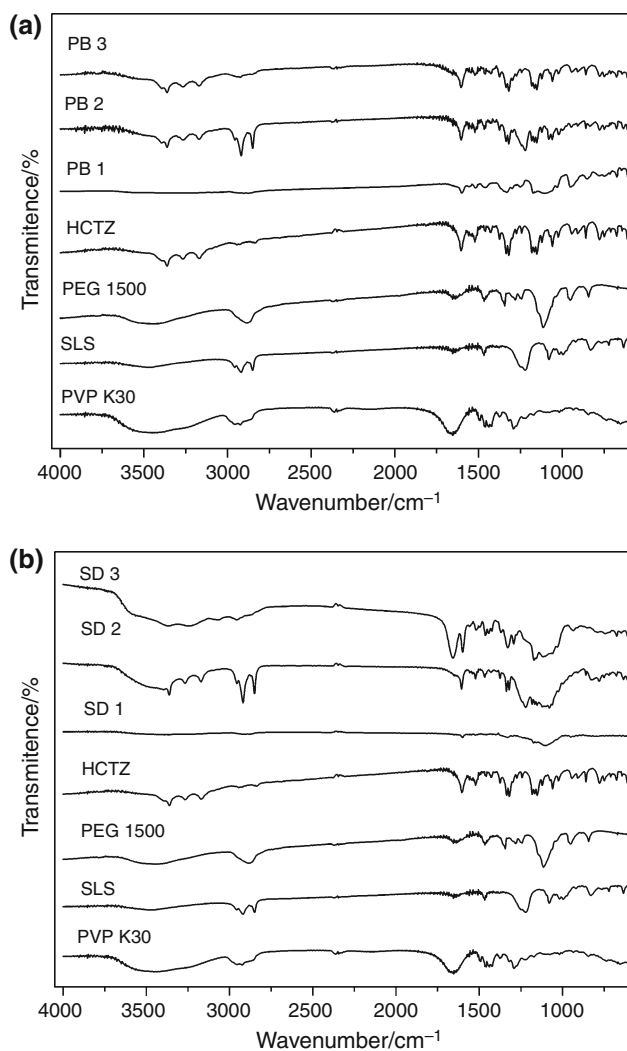 (a)
PB 3
PB 2
PB 1
HCTZ
PEG 1500
SLS
PVP K30
Transmitence/%
4000 3500 3000 2500 2000 1500 1000
Wavenumber/cm⁻¹
(b)
SD 3
SD 2
SD 1
HCTZ
PEG 1500
SLS
PVP K30
Transmitence/%
4000 3500 3000 2500 2000 1500 1000
Wavenumber/cm⁻¹